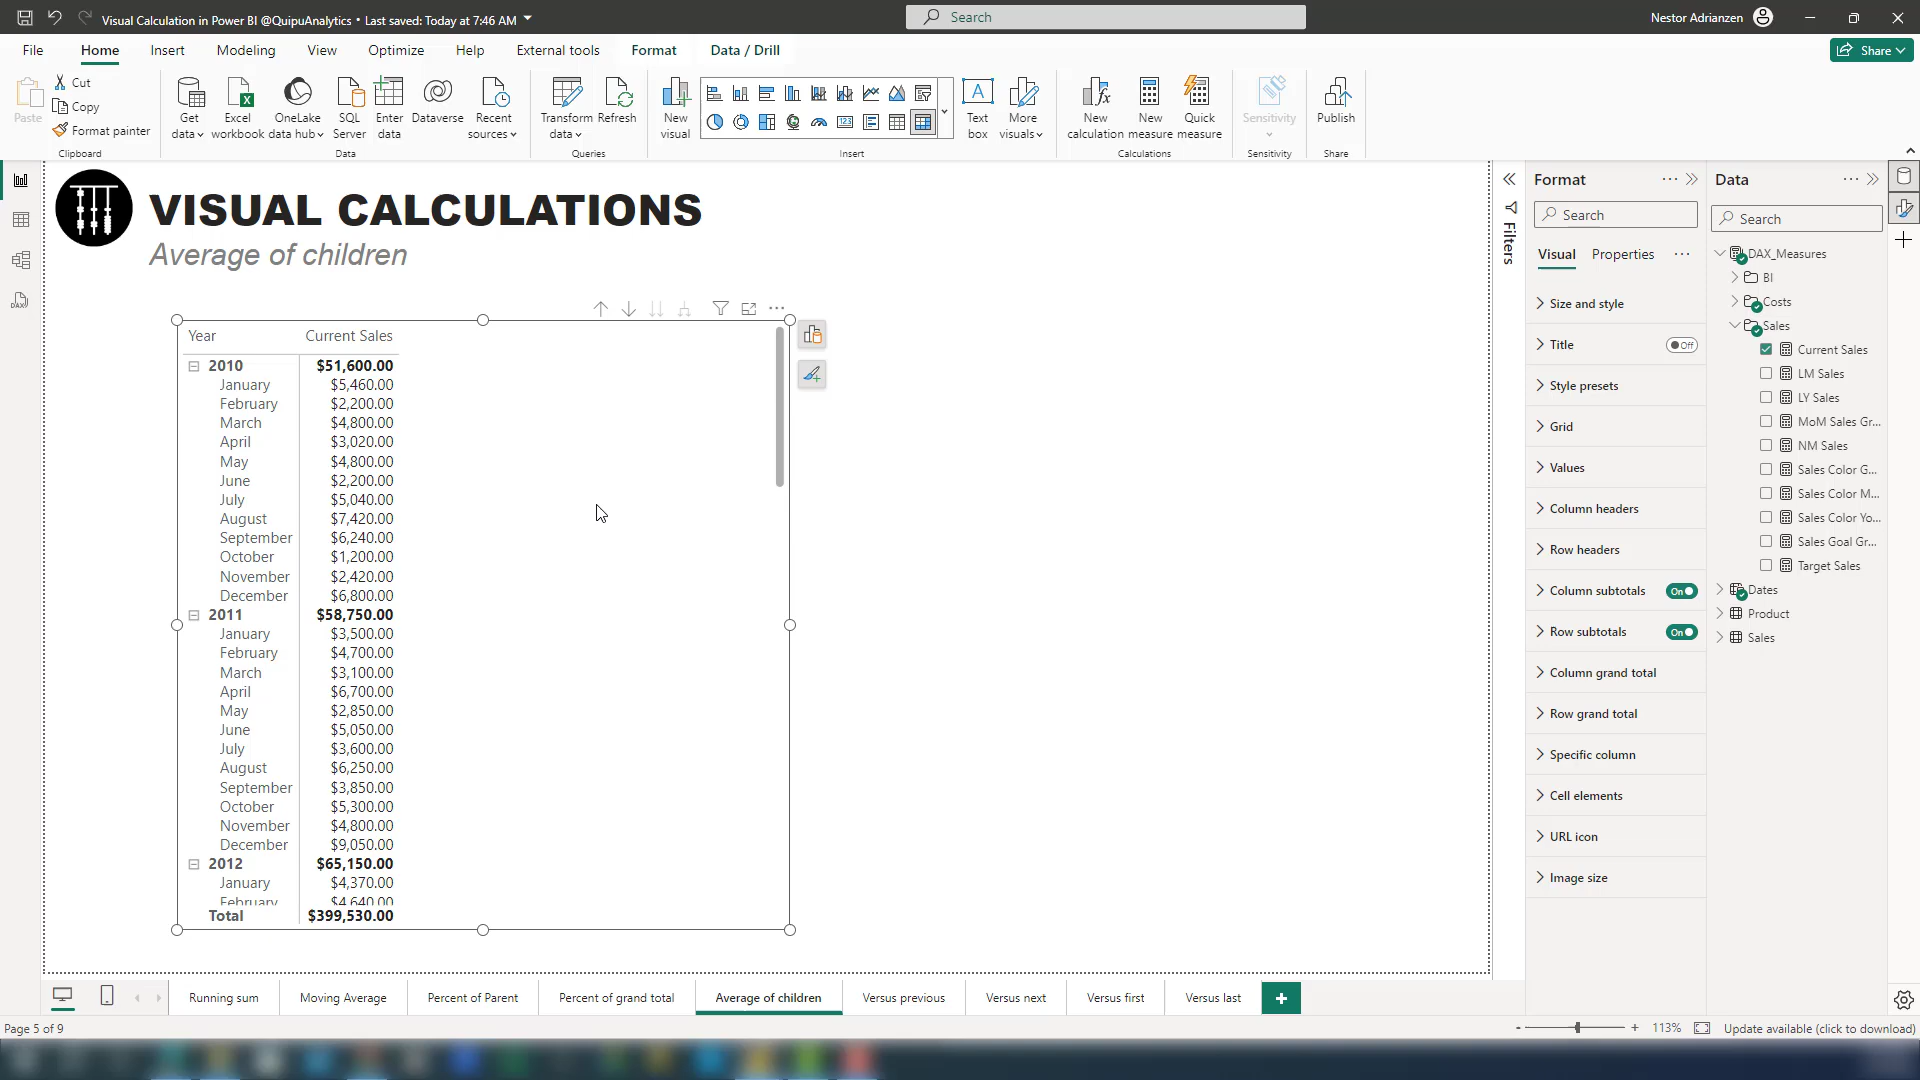 Visual Calculation in Power BI @QuipuAnalytics • Last saved: Today at 7:46 AM
Search
Nestor Adrianzen
File Home Insert Modeling View Optimize Help External tools Format Data / Drill
Share
Paste
Cut
Copy
Format painter
Clipboard
Get data
Excel workbook
OneLake data hub
SQL Server
Enter data
Dataverse
Recent sources
Data
Transform data
Refresh
Queries
New visual
Text box
More visuals
Insert
New calculation
New measure
Quick measure
Calculations
Sensitivity
Sensitivity
Publish
Share
VISUAL CALCULATIONS
Average of children
Year Current Sales
2010 $51,600.00
January $5,460.00
February $2,200.00
March $4,800.00
April $3,020.00
May $4,800.00
June $2,200.00
July $5,040.00
August $7,420.00
September $6,240.00
October $1,200.00
November $2,420.00
December $6,800.00
2011 $58,750.00
January $3,500.00
February $4,700.00
March $3,100.00
April $6,700.00
May $2,850.00
June $5,050.00
July $3,600.00
August $6,250.00
September $3,850.00
October $5,300.00
November $4,800.00
December $9,050.00
2012 $65,150.00
January $4,370.00
February $4,640.00
Total $399,530.00
Filters
Format
Search
Visual Properties
Size and style
Title Off
Style presets
Grid
Values
Column headers
Row headers
Column subtotals On
Row subtotals On
Column grand total
Row grand total
Specific column
Cell elements
URL icon
Image size
Data
Search
DAX_Measures
BI
Costs
Sales
Current Sales
LM Sales
LY Sales
MoM Sales Gr...
NM Sales
Sales Color G...
Sales Color M...
Sales Color Yo...
Sales Goal Gr...
Target Sales
Dates
Product
Sales
Running sum Moving Average Percent of Parent Percent of grand total Average of children Versus previous Versus next Versus first Versus last
Page 5 of 9
113%
Update available (click to download)